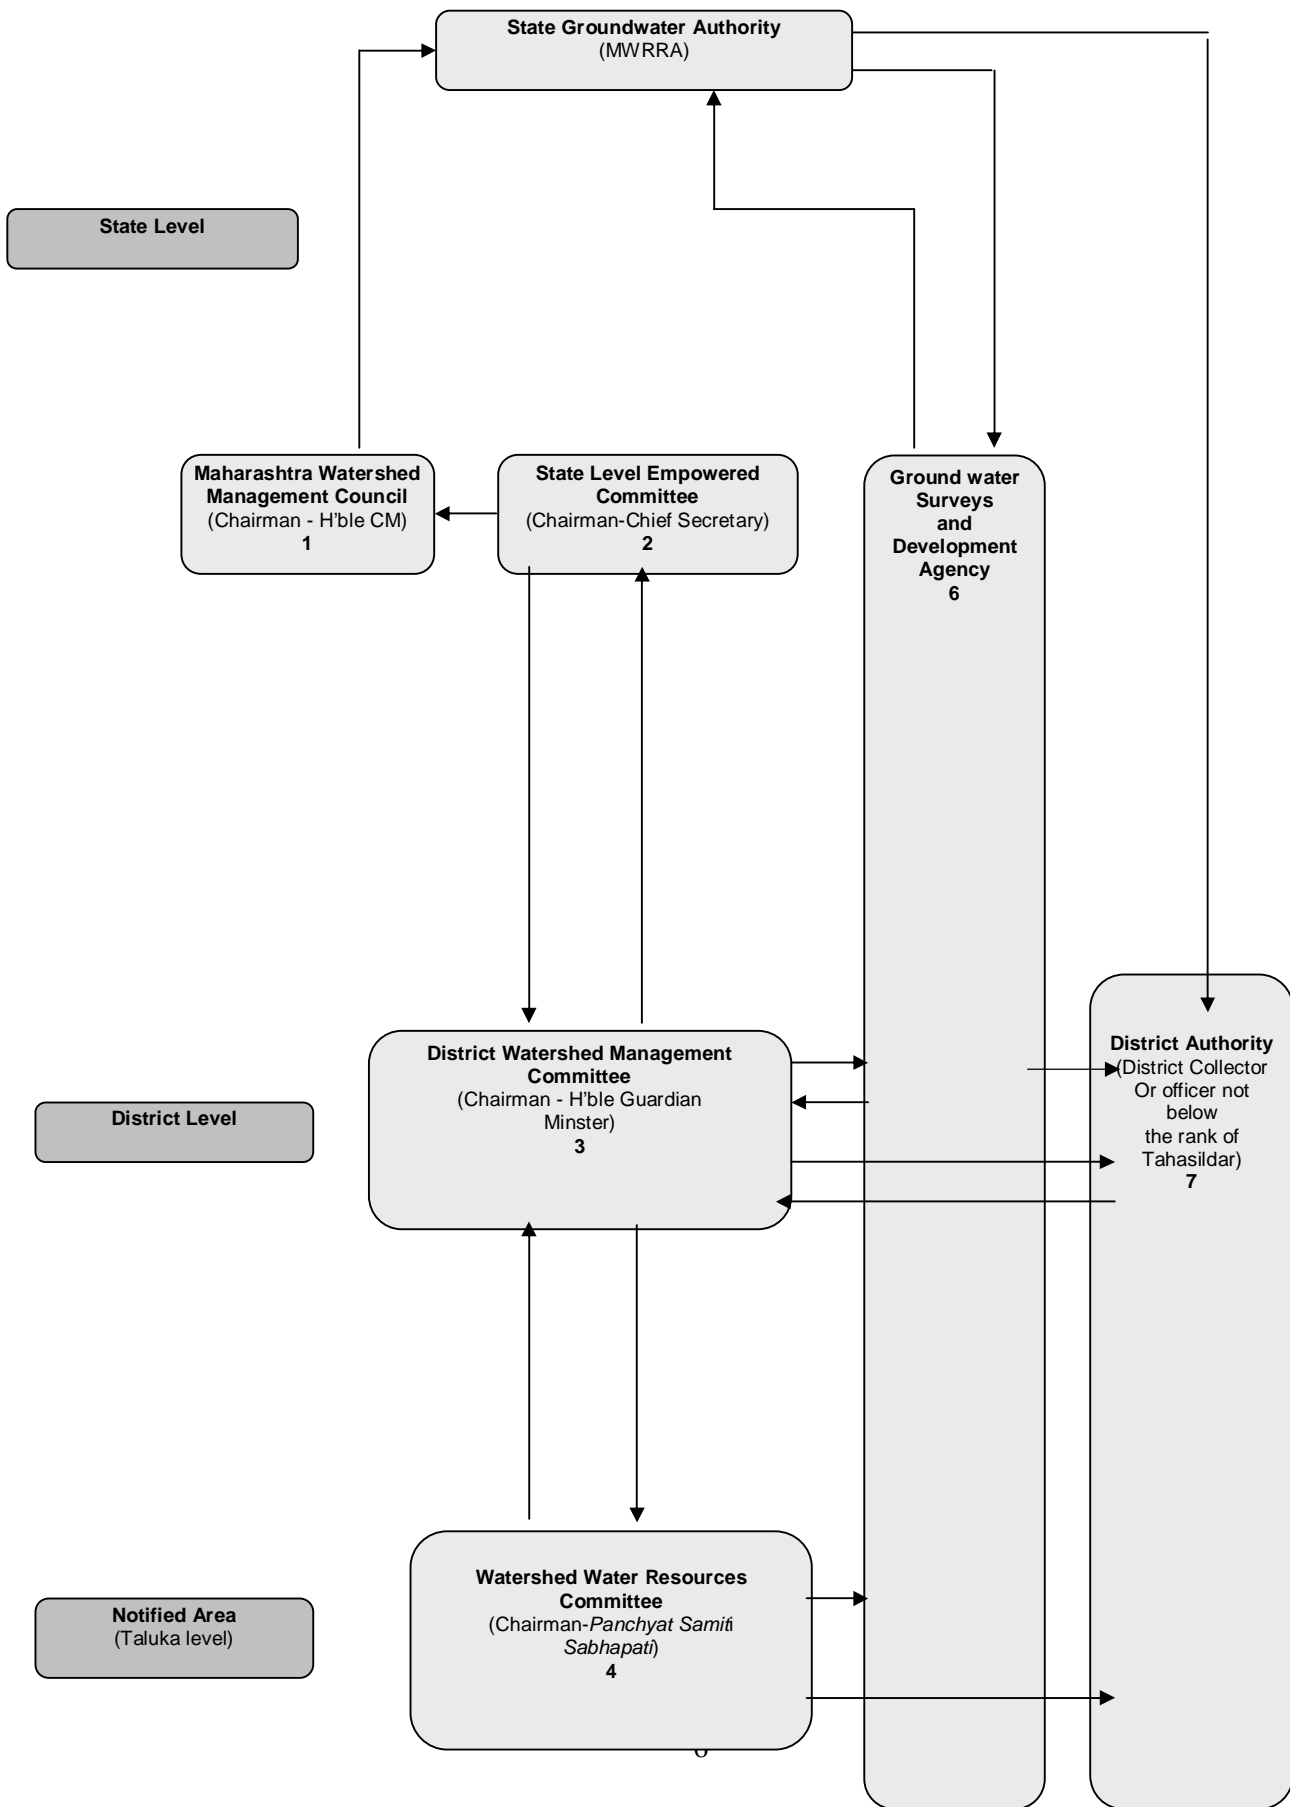 State Groundwater Authority
(MWRRA)
State Level
Maharashtra Watershed
Management Council
(Chairman - H'ble CM)
1
State Level Empowered
Committee
(Chairman-Chief Secretary)
2
Ground water
Surveys
and
Development
Agency
6
District Level
District Watershed Management
Committee
(Chairman - H'ble Guardian
Minster)
3
District Authority
(District Collector
Or officer not
below
the rank of
Tahasildar)
7
Notified Area
(Taluka level)
Watershed Water Resources
Committee
(Chairman-Panchyat Samiti
Sabhapati)
4